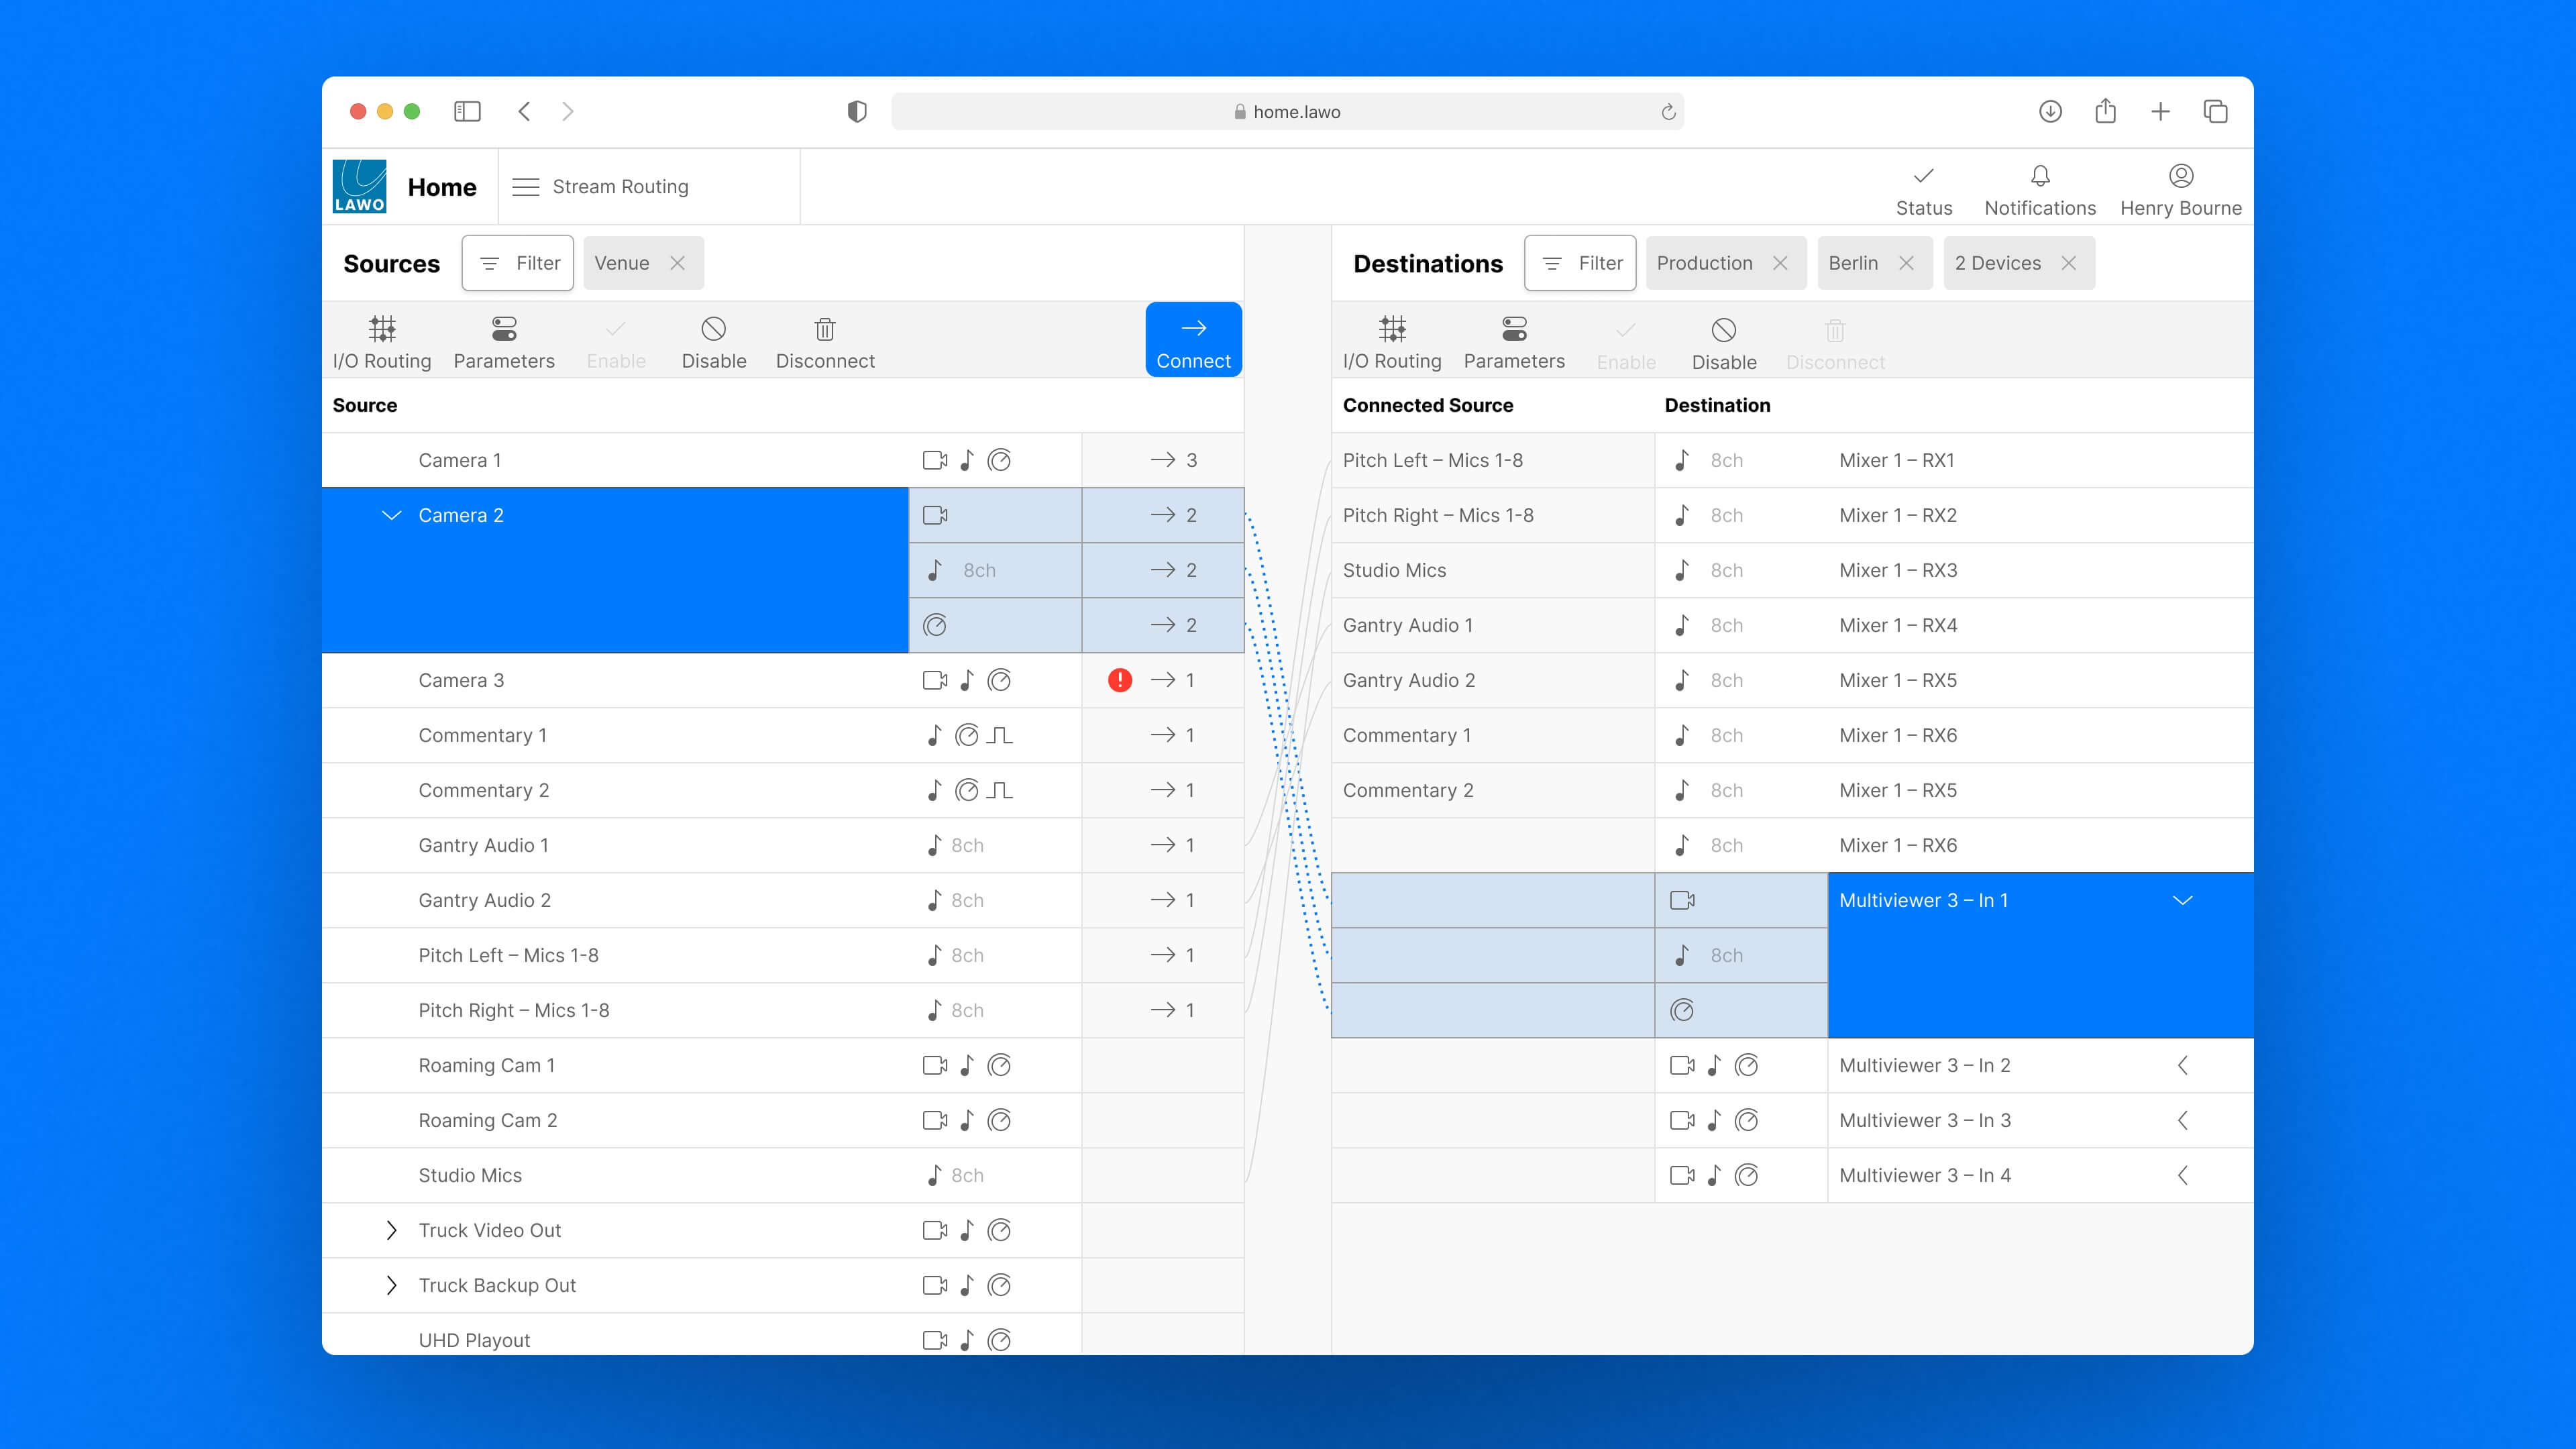 home.lawo
LAWO
Home
Stream Routing
Status
Notifications
Henry Bourne
Sources
Filter
Venue
I/O Routing
Parameters
Enable
Disable
Disconnect
Connect
Source
Camera 1
3
Camera 2
2
8ch
2
2
Camera 3
1
Commentary 1
1
Commentary 2
1
Gantry Audio 1
8ch
1
Gantry Audio 2
8ch
1
Pitch Left – Mics 1-8
8ch
1
Pitch Right – Mics 1-8
8ch
1
Roaming Cam 1
Roaming Cam 2
Studio Mics
8ch
Truck Video Out
Truck Backup Out
UHD Playout
Destinations
Filter
Production
Berlin
2 Devices
I/O Routing
Parameters
Enable
Disable
Disconnect
Connected Source
Destination
Pitch Left – Mics 1-8
8ch
Mixer 1 – RX1
Pitch Right – Mics 1-8
8ch
Mixer 1 – RX2
Studio Mics
8ch
Mixer 1 – RX3
Gantry Audio 1
8ch
Mixer 1 – RX4
Gantry Audio 2
8ch
Mixer 1 – RX5
Commentary 1
8ch
Mixer 1 – RX6
Commentary 2
8ch
Mixer 1 – RX5
8ch
Mixer 1 – RX6
Multiviewer 3 – In 1
8ch
Multiviewer 3 – In 2
Multiviewer 3 – In 3
Multiviewer 3 – In 4